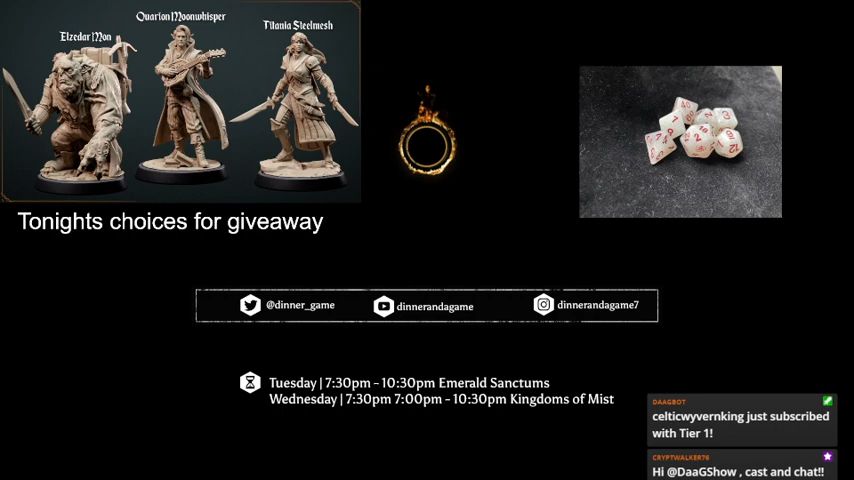 Elzedar Mon
Quarion Moonwhisper
Titania Steelmesh
Tonights choices for giveaway
@dinner_game
dinnerandagame
dinnerandagame7
Tuesday | 7:30pm - 10:30pm Emerald Sanctums
Wednesday | 7:30pm 7:00pm - 10:30pm Kingdoms of Mist
DAAGBOT
celticwyvernking just subscribed
with Tier 1!
CRYPTWALKER76
Hi @DaaGShow , cast and chat!!